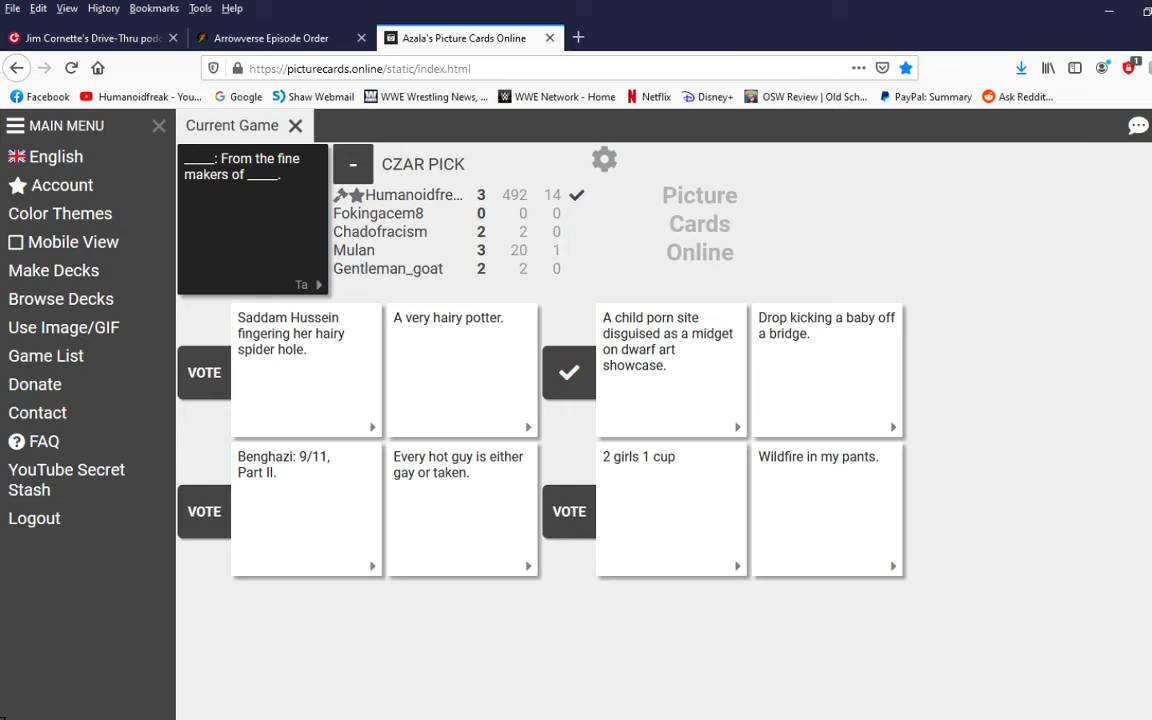 File Edit View History Bookmarks Tools Help
Jim Cornette's Drive-Thru pod
Arrowverse Episode Order
Azala's Picture Cards Online
https://picturecards.online/static/index.html
1
Facebook
Humanoidfreak - You...
Google
Shaw Webmail
WWE Wrestling News, ...
WWE Network - Home
Netflix
Disney+
OSW Review | Old Sch...
PayPal: Summary
Ask Reddit...
MAIN MENU
English
Account
Color Themes
Mobile View
Make Decks
Browse Decks
Use Image/GIF
Game List
Donate
Contact
FAQ
YouTube Secret
Stash
Logout
Current Game
_____: From the fine
makers of _____.
Ta
-
CZAR PICK
Humanoidfre... 3 492 14
Fokingacem8 0 0 0
Chadofracism 2 2 0
Mulan 3 20 1
Gentleman_goat 2 2 0
Picture
Cards
Online
VOTE
Saddam Hussein
fingering her hairy
spider hole.
A very hairy potter.
A child porn site
disguised as a midget
on dwarf art
showcase.
Drop kicking a baby off
a bridge.
VOTE
Benghazi: 9/11,
Part II.
Every hot guy is either
gay or taken.
VOTE
2 girls 1 cup
Wildfire in my pants.